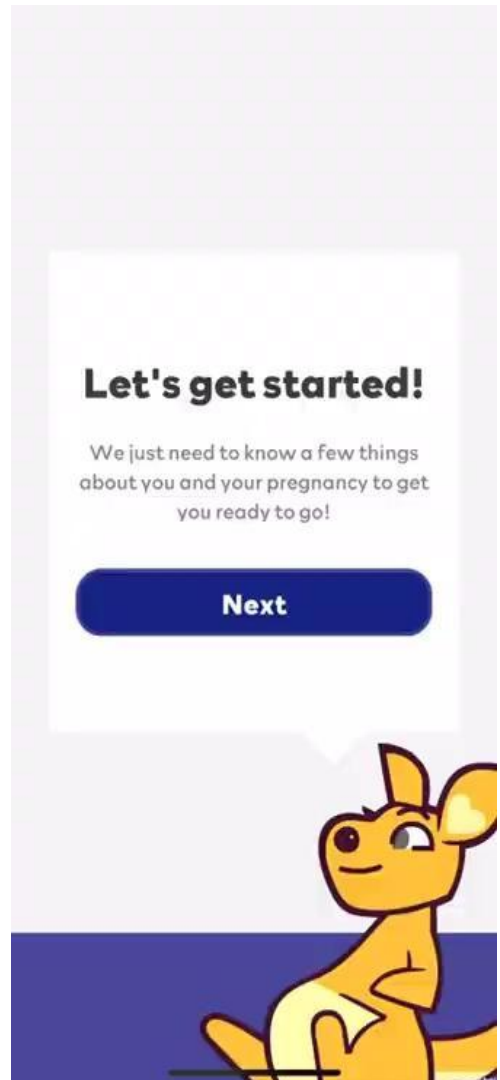 Let's get started!
We just need to know a few things
about you and your pregnancy to get
you ready to go!
Next